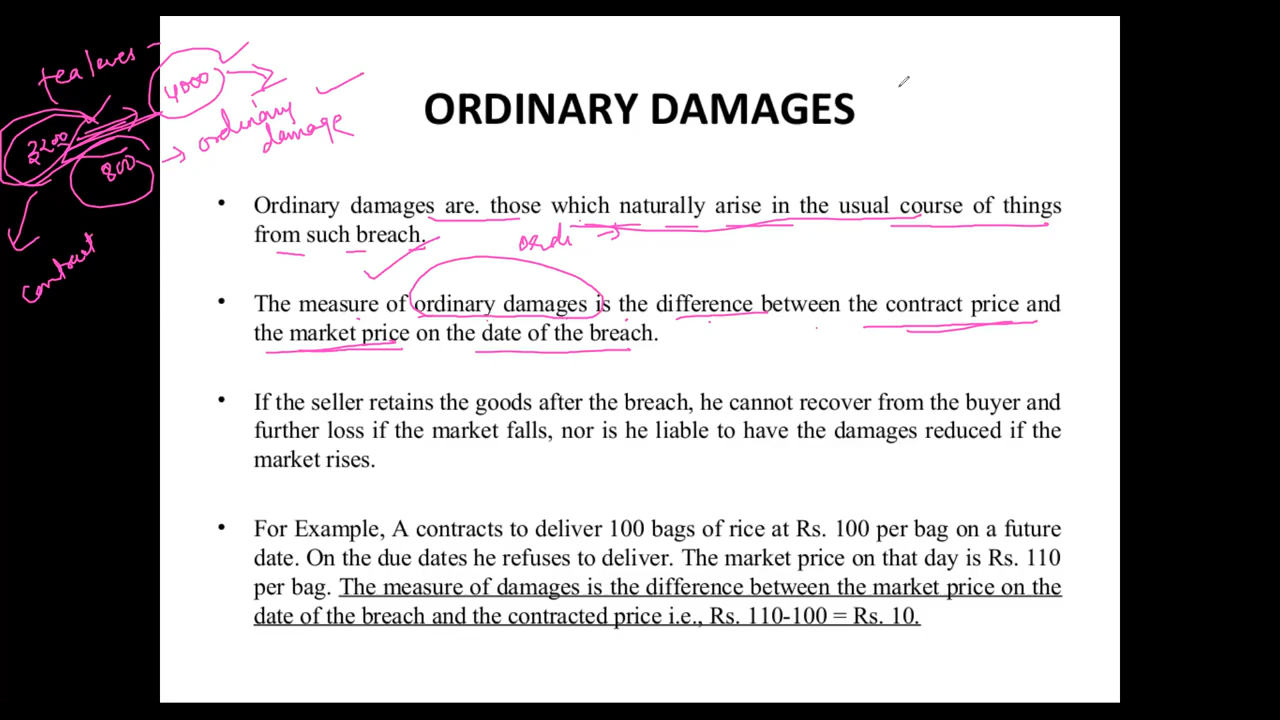 tea leves
4000
3200
800
ordinary
damage
contract
ORDINARY DAMAGES
• Ordinary damages are. those which naturally arise in the usual course of things
from such breach.
ordi
• The measure of ordinary damages is the difference between the contract price and
the market price on the date of the breach.
• If the seller retains the goods after the breach, he cannot recover from the buyer and
further loss if the market falls, nor is he liable to have the damages reduced if the
market rises.
• For Example, A contracts to deliver 100 bags of rice at Rs. 100 per bag on a future
date. On the due dates he refuses to deliver. The market price on that day is Rs. 110
per bag. The measure of damages is the difference between the market price on the
date of the breach and the contracted price i.e., Rs. 110-100 = Rs. 10.